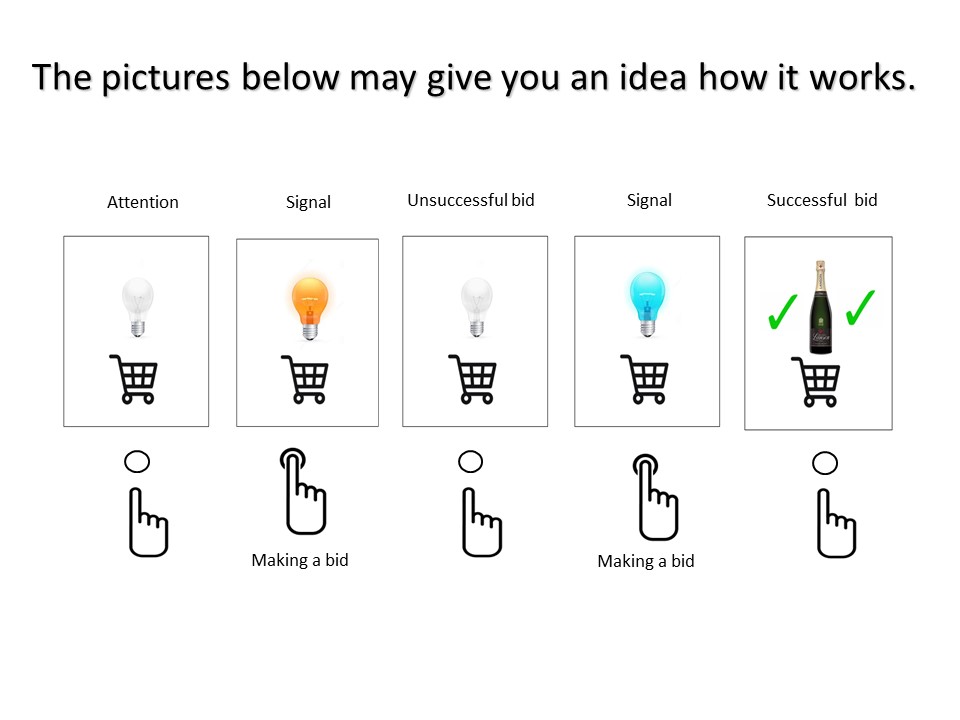 The pictures below may give you an idea how it works.
Attention
Signal
Unsuccessful bid
Signal
Successful bid
Making a bid
Making a bid